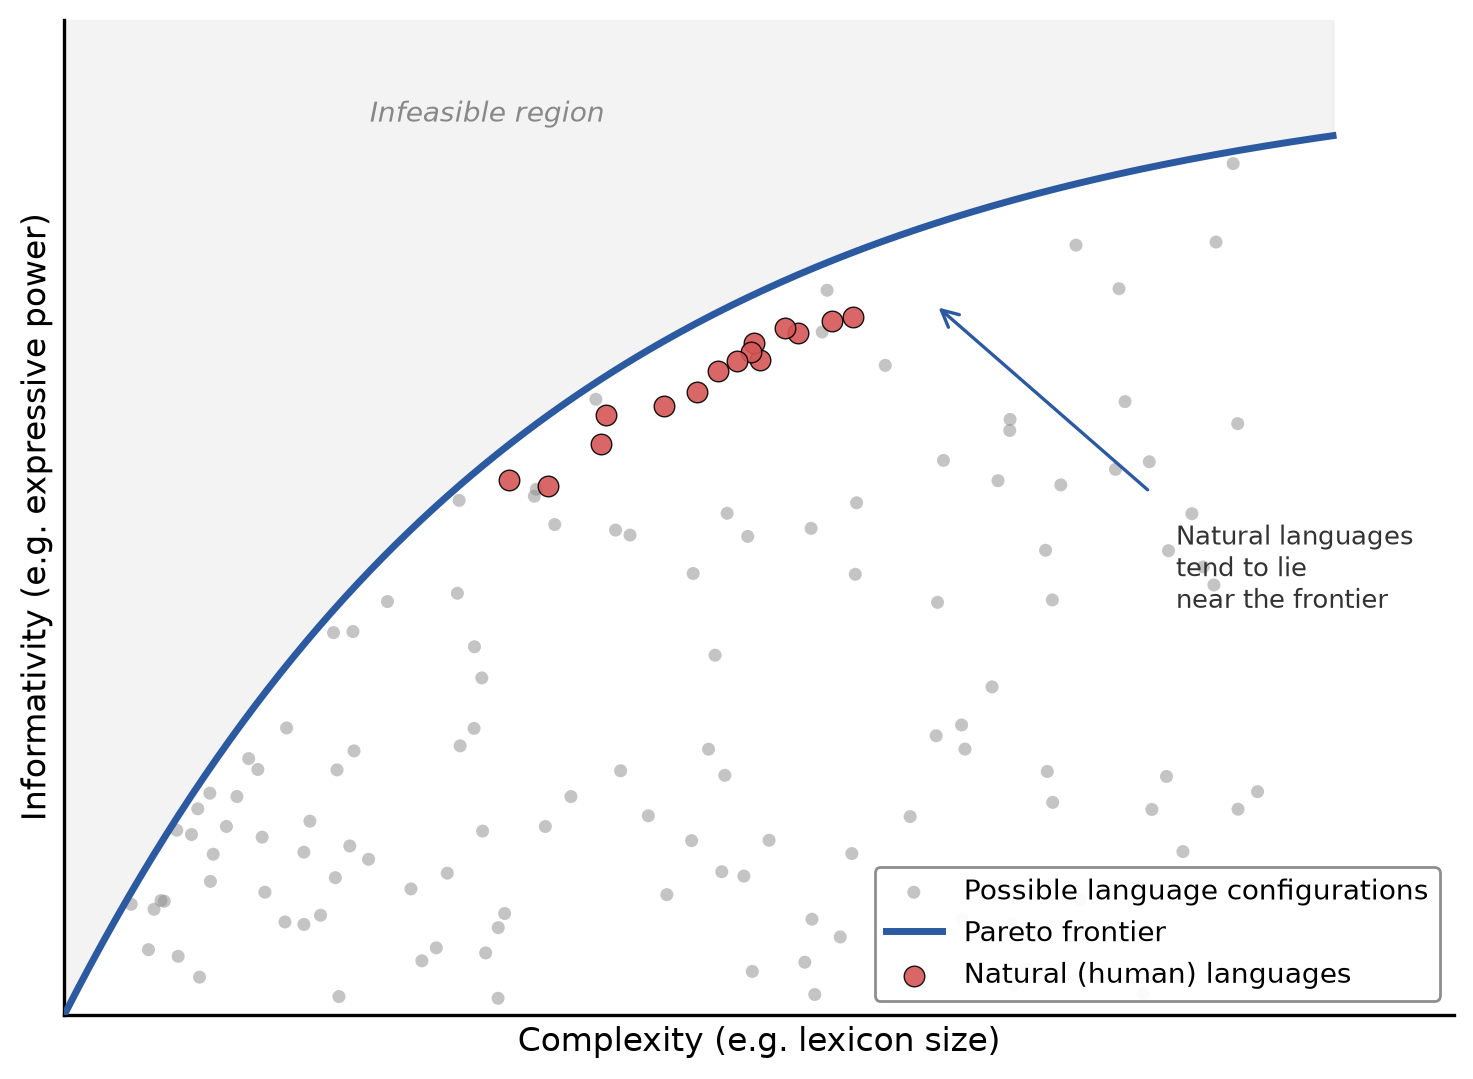 Infeasible region
Informativity (e.g. expressive power)
Natural languages
tend to lie
near the frontier
Possible language configurations
Pareto frontier
Natural (human) languages
Complexity (e.g. lexicon size)